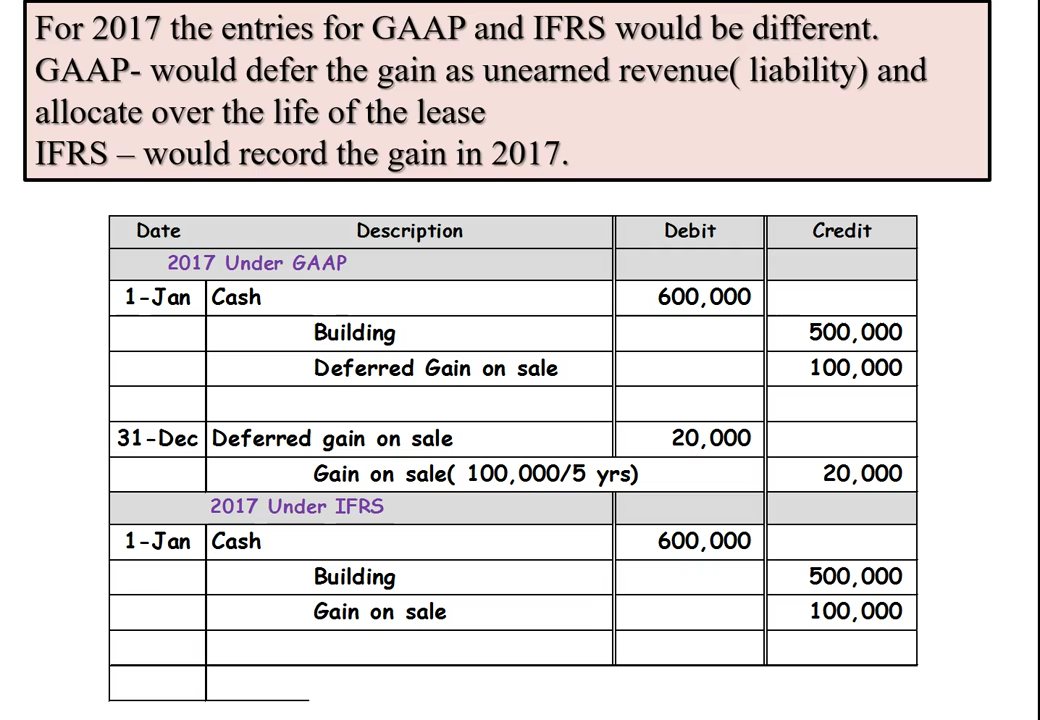 For 2017 the entries for GAAP and IFRS would be different.
GAAP- would defer the gain as unearned revenue( liability) and
allocate over the life of the lease
IFRS – would record the gain in 2017.
Date Description Debit Credit
2017 Under GAAP
1-Jan Cash 600,000
Building 500,000
Deferred Gain on sale 100,000
31-Dec Deferred gain on sale 20,000
Gain on sale( 100,000/5 yrs) 20,000
2017 Under IFRS
1-Jan Cash 600,000
Building 500,000
Gain on sale 100,000